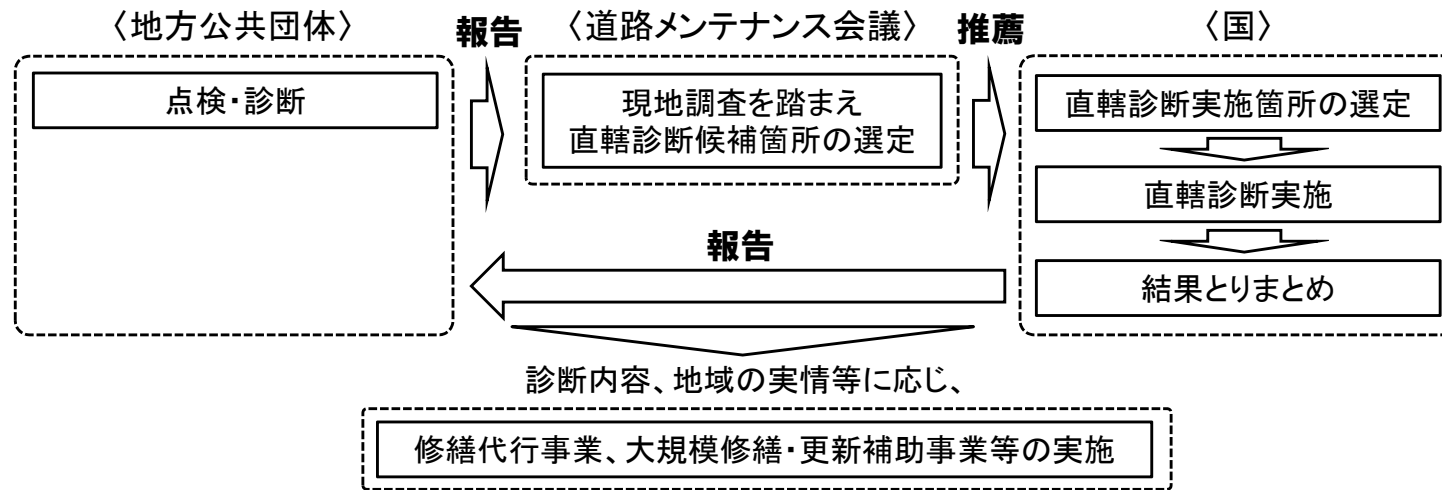 〈地方公共団体〉
報告
〈道路メンテナンス会議〉
推薦
〈国〉
点検・診断
現地調査を踏まえ
直轄診断候補箇所の選定
直轄診断実施箇所の選定
直轄診断実施
報告
結果とりまとめ
診断内容、地域の実情等に応じ、
修繕代行事業、大規模修繕・更新補助事業等の実施